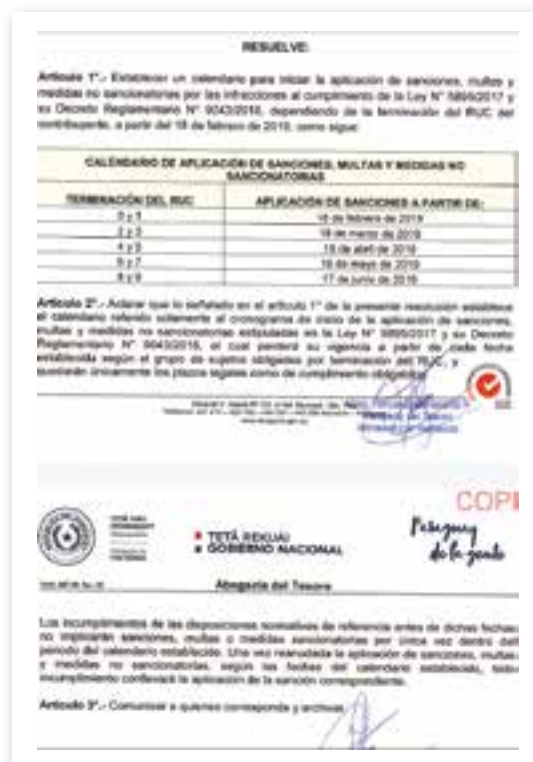 RESUELVE:
Artículo 1°.- Establecer un calendario para iniciar la aplicación de sanciones, multas y
medidas no sancionatorias por las infracciones al cumplimiento de la Ley N° 5895/2017 y
su Decreto Reglamentario N° 9043/2018, dependiendo de la terminación del RUC del
contribuyente, a partir del 18 de febrero de 2019, como sigue:
CALENDARIO DE APLICACIÓN DE SANCIONES, MULTAS Y MEDIDAS NO
SANCIONATORIAS
TERMINACIÓN DEL RUC APLICACIÓN DE SANCIONES A PARTIR DE:
0 y 1 18 de febrero de 2019
2 y 3 18 de marzo de 2019
4 y 5 de abril de 2019
6 y 7 de mayo de 2019
8 y 9 17 de junio de 2019
Artículo 2°.- Aclarar que lo señalado en el artículo 1° de la presente resolución establece
el calendario referido solamente al cronograma de inicio de la aplicación de sanciones,
multas y medidas no sancionatorias estipuladas en la Ley N° 5895/2017 y su Decreto
Reglamentario N° 9043/2018, el cual perderá su vigencia a partir de cada fecha
establecida según el grupo de sujetos obligados por terminación del RUC, y
quedarán únicamente los plazos legales como de cumplimiento obligatorio.
COPI
TETÃ REKUÁI
GOBIERNO NACIONAL
Paraguay
de la gente
Abogacía del Tesoro
Los incumplimientos de las disposiciones normativas de referencia antes de dichas fechas
no implicarán sanciones, multas o medidas sancionatorias por única vez dentro del
periodo del calendario establecido. Una vez reanudada la aplicación de sanciones, multas
y medidas no sancionatorias, según las fechas del calendario establecido, todo
incumplimiento conllevará la aplicación de la sanción correspondiente.
Artículo 3°.- Comunicar a quienes corresponda y archivar.